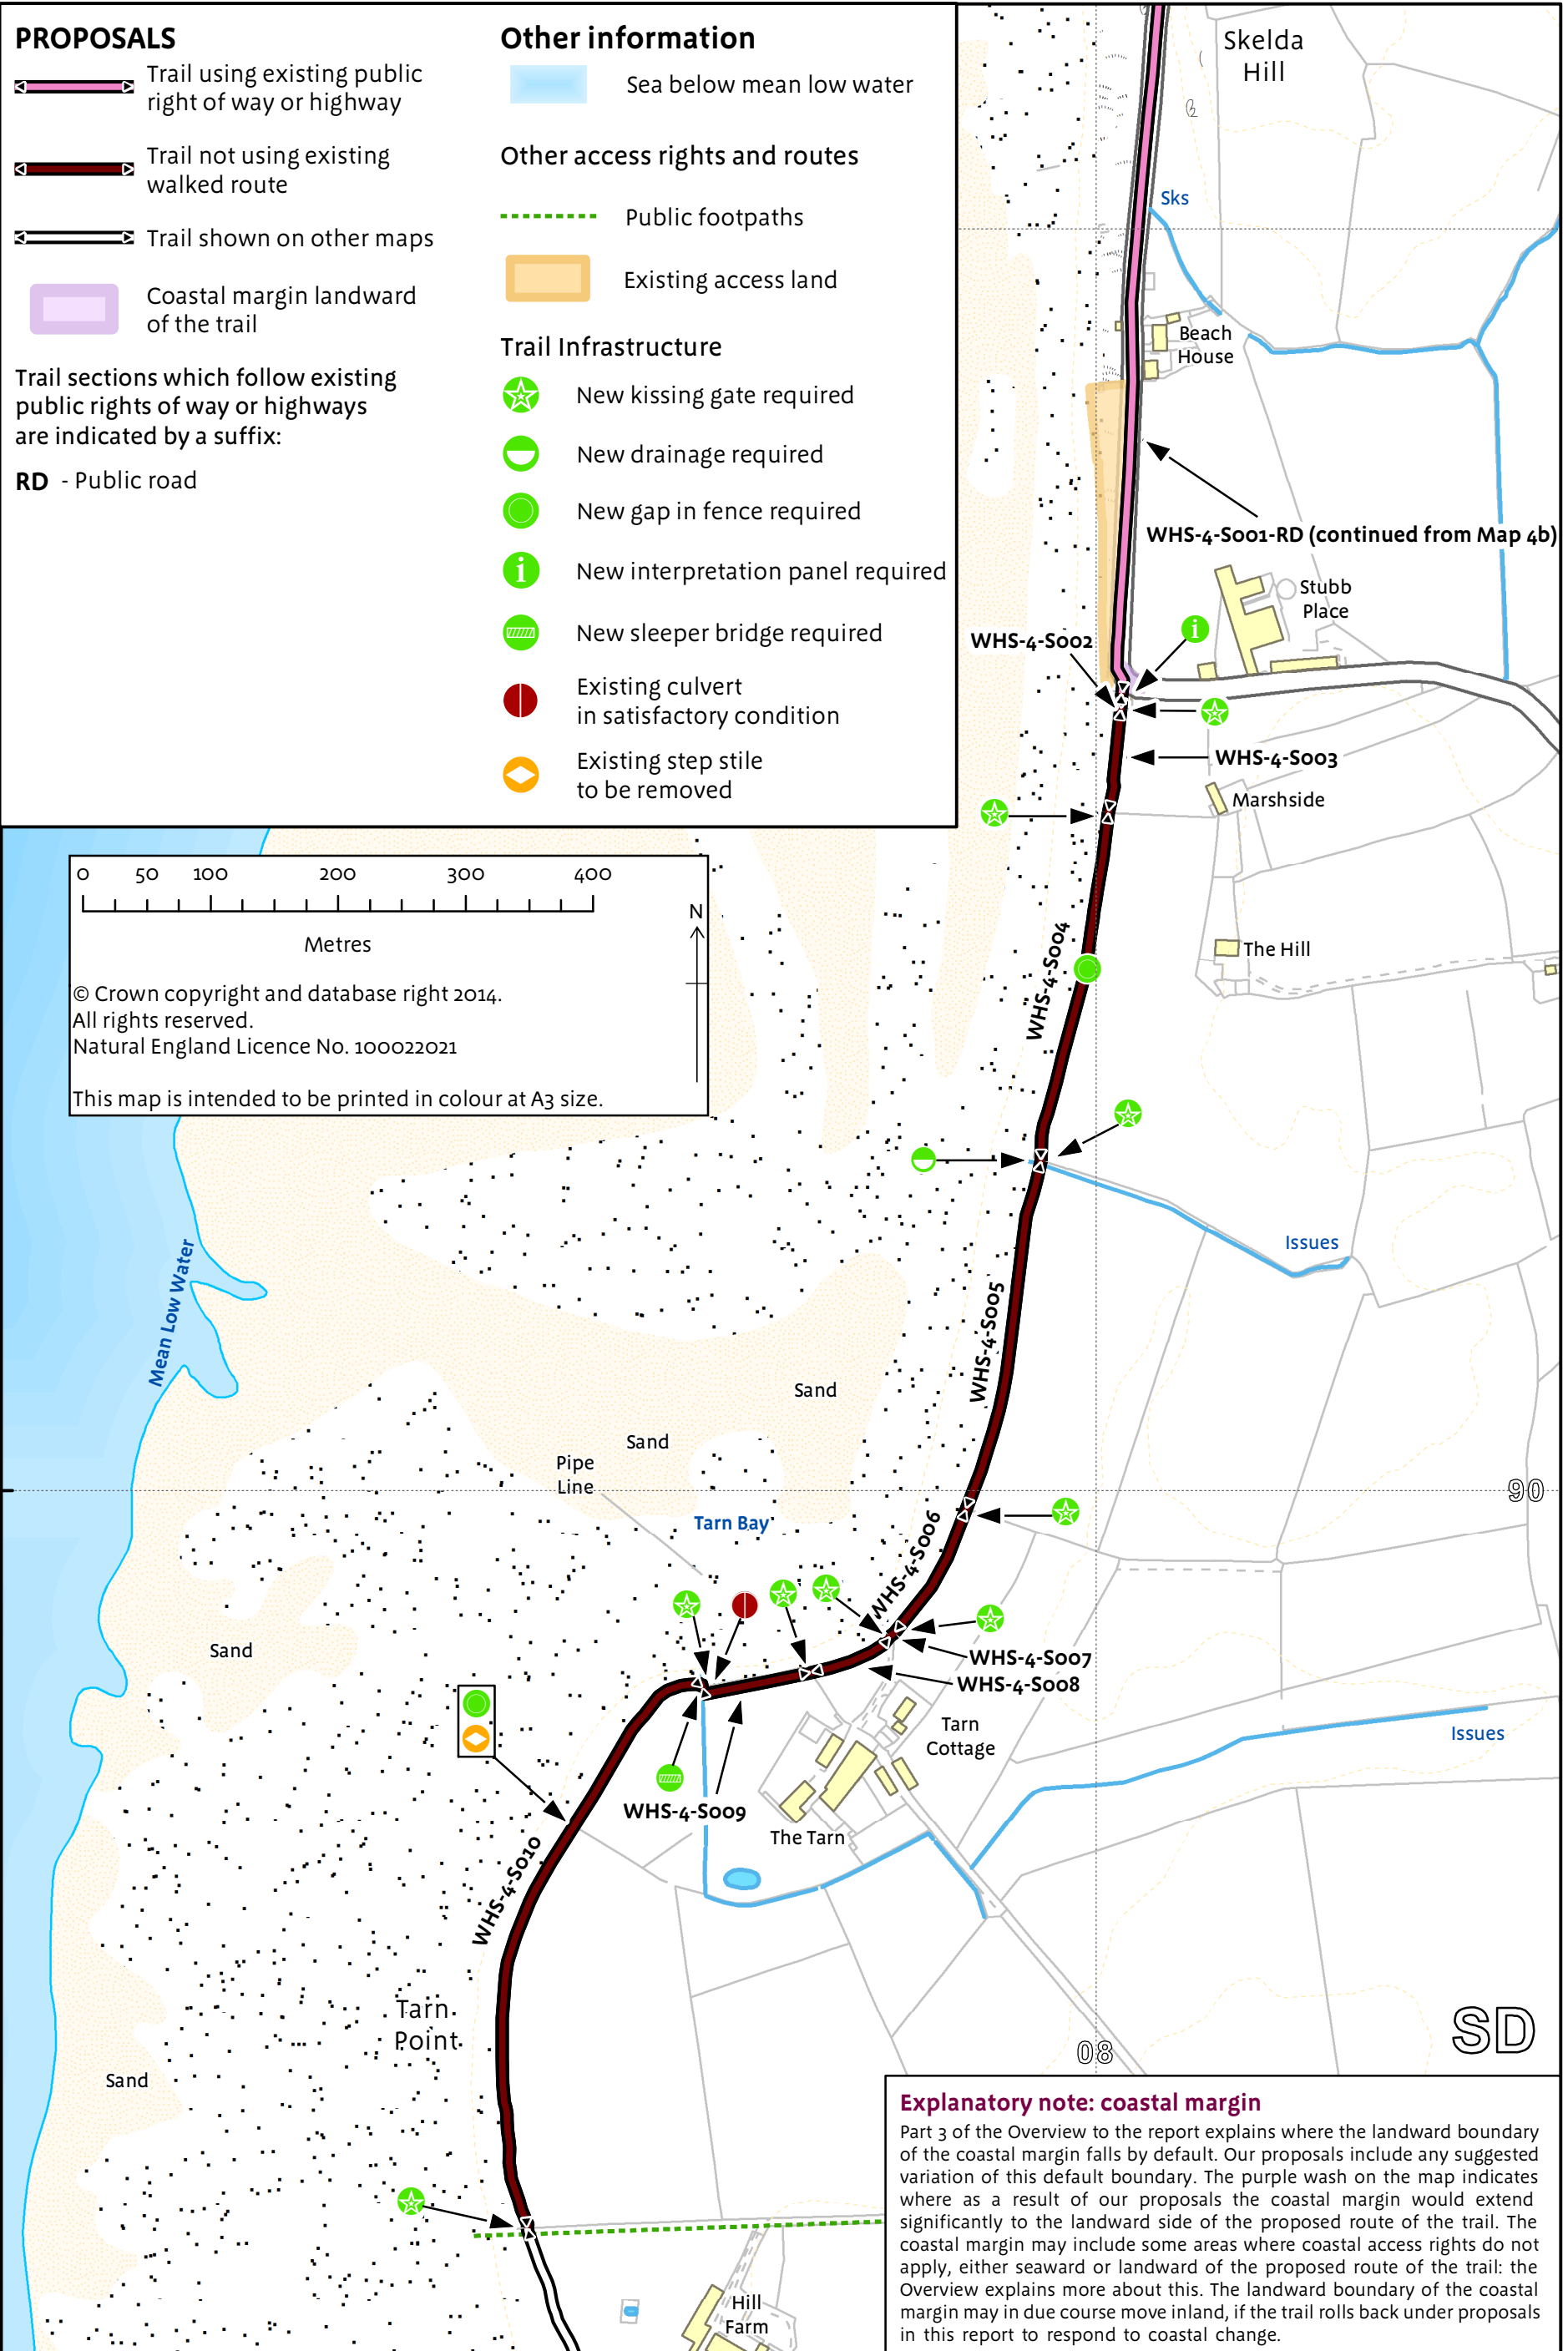 PROPOSALS
Trail using existing public
right of way or highway
Trail not using existing
walked route
Trail shown on other maps
Coastal margin landward
of the trail
Trail sections which follow existing
public rights of way or highways
are indicated by a suffix:
RD - Public road
Other information
Sea below mean low water
Other access rights and routes
Public footpaths
Existing access land
Trail Infrastructure
New kissing gate required
New drainage required
New gap in fence required
i New interpretation panel required
New sleeper bridge required
Existing culvert
in satisfactory condition
Existing step stile
to be removed
Skelda
Hill
Sks
Beach
House
WHS-4-S001-RD (continued from Map 4b)
Stubb
Place
i
WHS-4-S002
WHS-4-S003
Marshside
The Hill
WHS-4-S004
0 50 100 200 300 400
Metres
N
© Crown copyright and database right 2014.
All rights reserved.
Natural England Licence No. 100022021
This map is intended to be printed in colour at A3 size.
Issues
Mean Low Water
WHS-4-S005
Sand
Sand
Pipe
Line
90
Tarn Bay
WHS-4-S006
Sand
WHS-4-S007
WHS-4-S008
Tarn
Cottage
Issues
WHS-4-S009
The Tarn
WHS-4-S010
Tarn
Point
SD
08
Sand
Hill
Farm
Explanatory note: coastal margin
Part 3 of the Overview to the report explains where the landward boundary
of the coastal margin falls by default. Our proposals include any suggested
variation of this default boundary. The purple wash on the map indicates
where as a result of our proposals the coastal margin would extend
significantly to the landward side of the proposed route of the trail. The
coastal margin may include some areas where coastal access rights do not
apply, either seaward or landward of the proposed route of the trail: the
Overview explains more about this. The landward boundary of the coastal
margin may in due course move inland, if the trail rolls back under proposals
in this report to respond to coastal change.